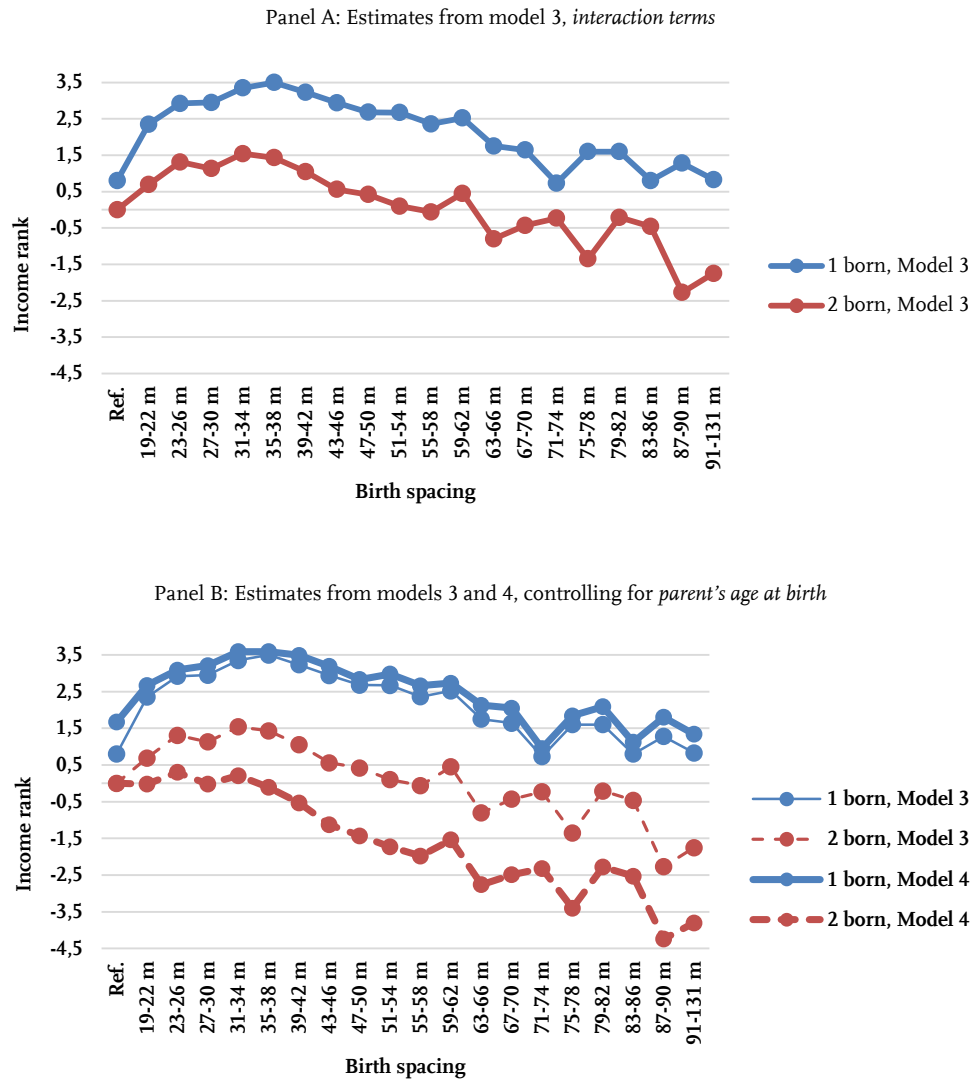 Panel A: Estimates from model 3, interaction terms
3,5
2,5
1,5
0,5
-0,5
-1,5
-2,5
-3,5
-4,5
Income rank
Ref.
19-22 m
23-26 m
27-30 m
31-34 m
35-38 m
39-42 m
43-46 m
47-50 m
51-54 m
55-58 m
59-62 m
63-66 m
67-70 m
71-74 m
75-78 m
79-82 m
83-86 m
87-90 m
91-131 m
Birth spacing
1 born, Model 3
2 born, Model 3
Panel B: Estimates from models 3 and 4, controlling for parent's age at birth
3,5
2,5
1,5
0,5
-0,5
-1,5
-2,5
-3,5
-4,5
Income rank
Ref.
19-22 m
23-26 m
27-30 m
31-34 m
35-38 m
39-42 m
43-46 m
47-50 m
51-54 m
55-58 m
59-62 m
63-66 m
67-70 m
71-74 m
75-78 m
79-82 m
83-86 m
87-90 m
91-131 m
Birth spacing
1 born, Model 3
2 born, Model 3
1 born, Model 4
2 born, Model 4